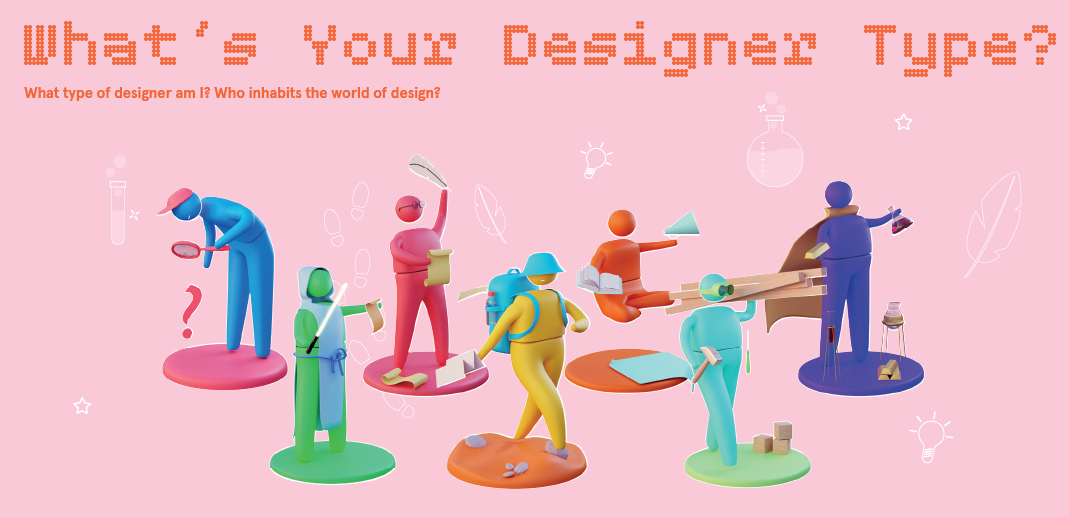 What's Your Designer Type?
What type of designer am I? Who inhabits the world of design?